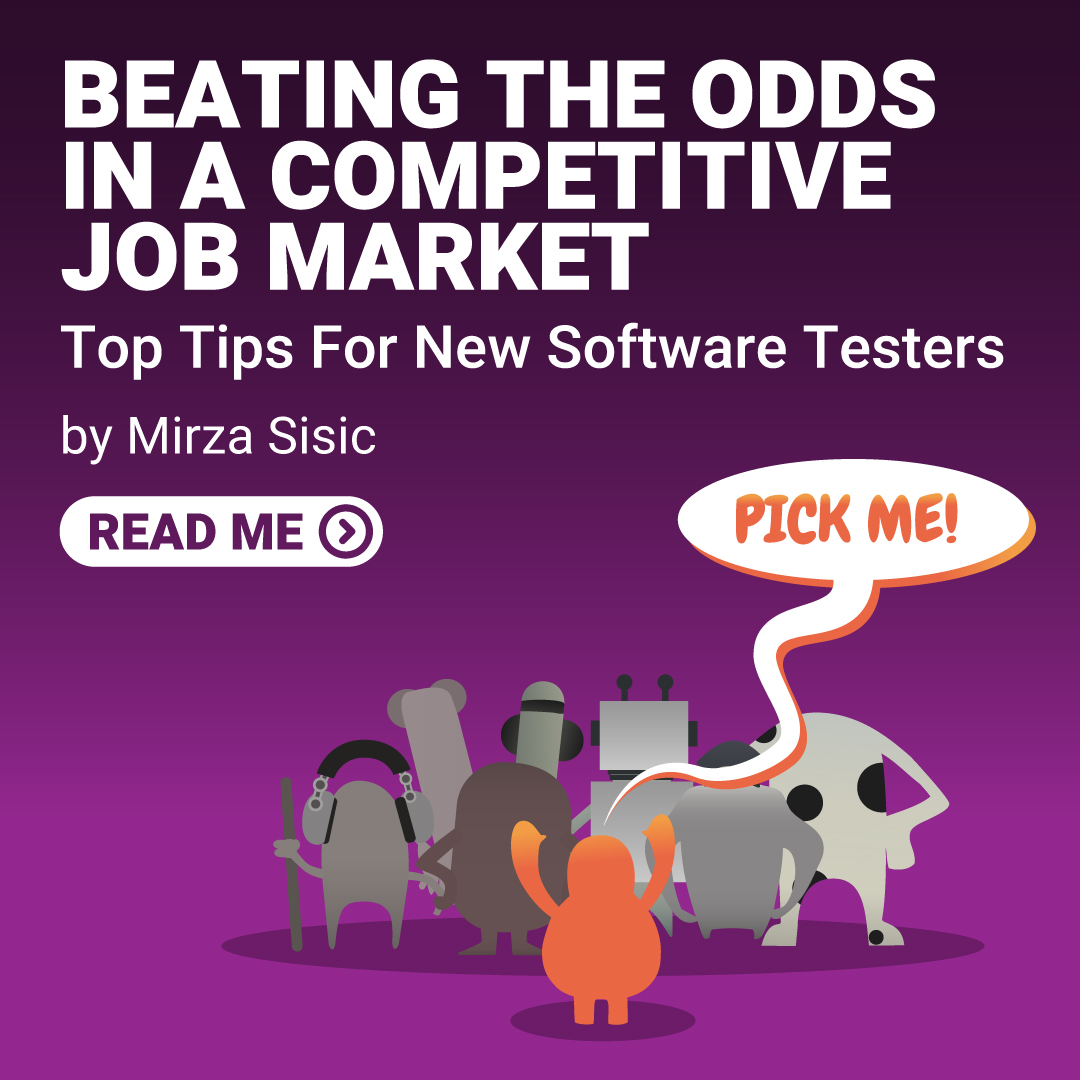 BEATING THE ODDS
IN A COMPETITIVE
JOB MARKET
Top Tips For New Software Testers
by Mirza Sisic
READ ME
PICK ME!